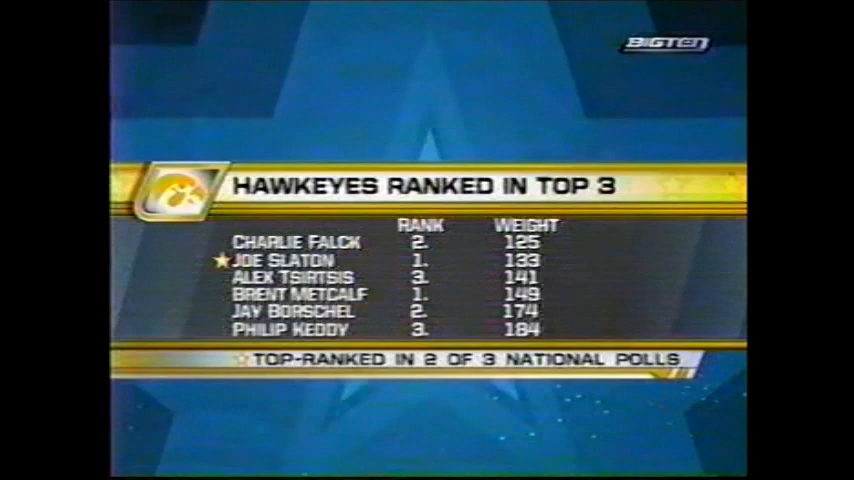 BIGTEN
HAWKEYES RANKED IN TOP 3
RANK WEIGHT
CHARLIE FALCK 2. 125
JOE SLATON 1. 133
ALEX TSIRTSIS 3. 141
BRENT METCALF 1. 149
JAY BORSCHEL 2. 174
PHILIP KEDDY 3. 184
TOP-RANKED IN 2 OF 3 NATIONAL POLLS